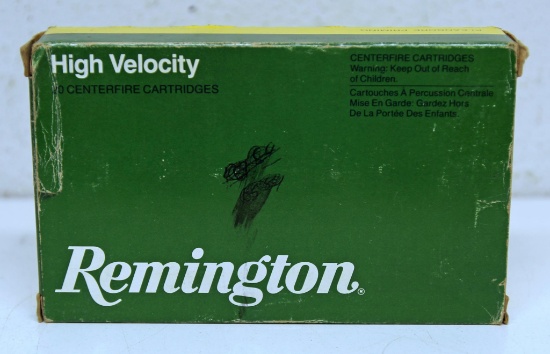 High Velocity
0 CENTERFIRE CARTRIDGES
CENTERFIRE CARTRIDGES
Warning: Keep Out of Reach
of Children.
Cartouches À Percussion Centrale
Mise En Garde: Gardez Hors
De La Portée Des Enfants.
Remington®